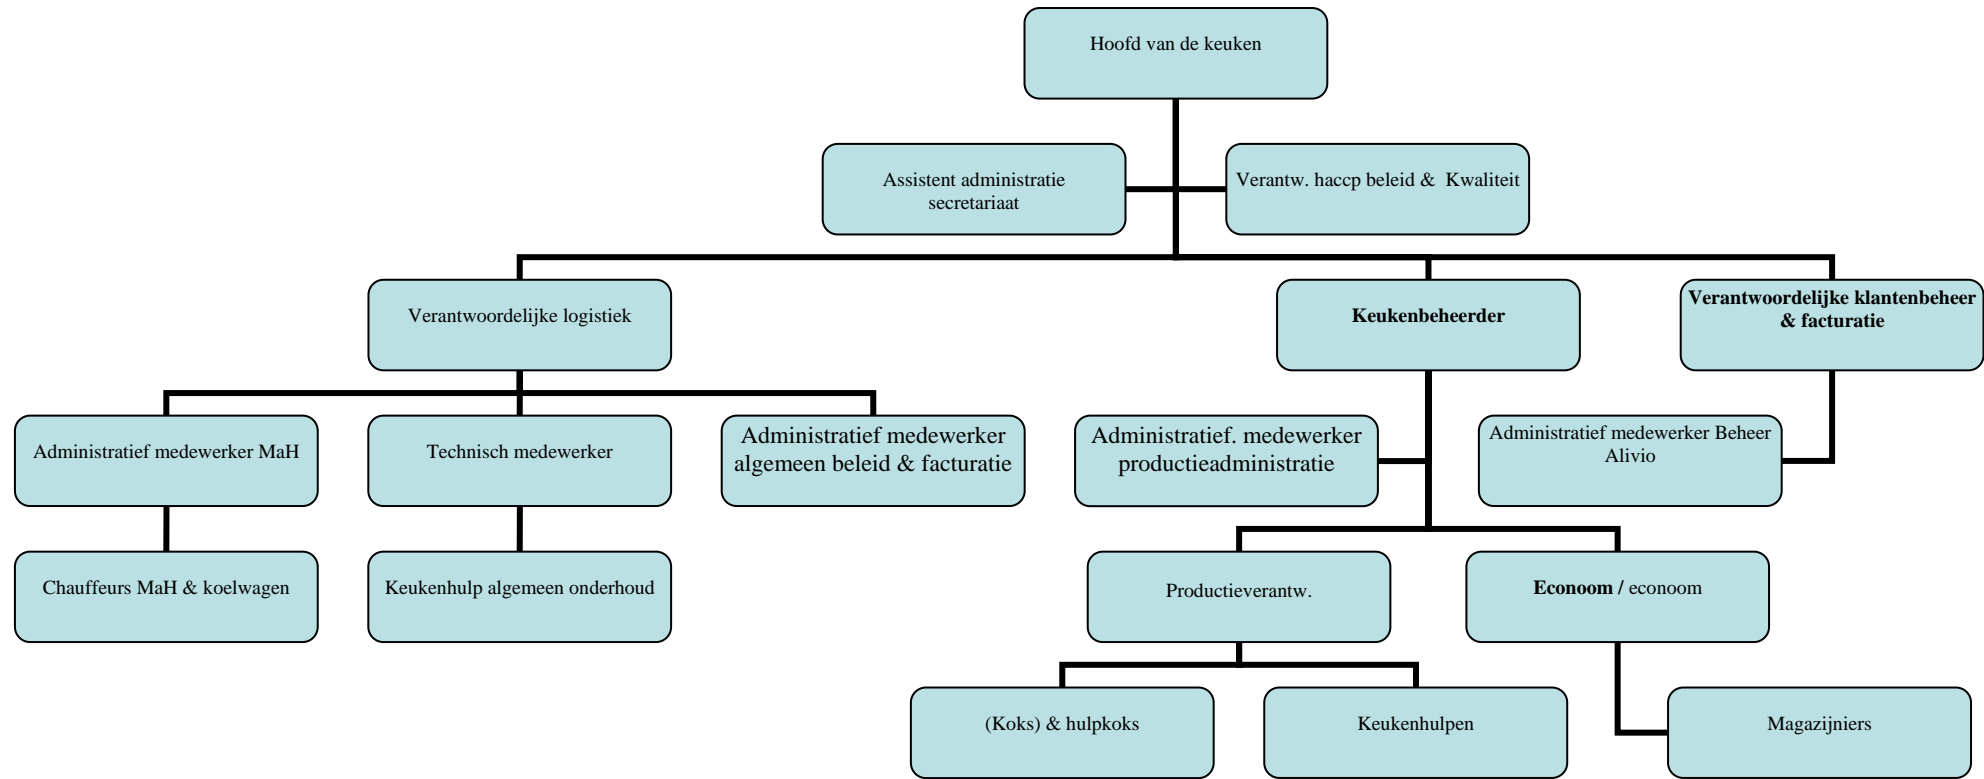 Hoofd van de keuken
Assistent administratie
secretariaat
Verantw. haccp beleid & Kwaliteit
Verantwoordelijke logistiek
Keukenbeheerder
Verantwoordelijke klantenbeheer
& facturatie
Administratief medewerker MaH
Technisch medewerker
Administratief medewerker
algemeen beleid & facturatie
Administratief. medewerker
productieadministratie
Administratief medewerker Beheer
Alivio
Chauffeurs MaH & koelwagen
Keukenhulp algemeen onderhoud
Productieverantw.
Econoom / econoom
(Koks) & hulpkoks
Keukenhulpen
Magazijniers